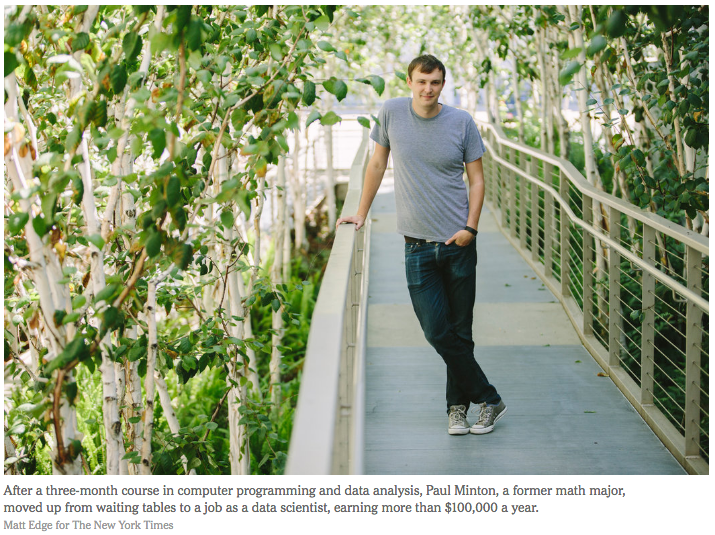 After a three-month course in computer programming and data analysis, Paul Minton, a former math major,
moved up from waiting tables to a job as a data scientist, earning more than $100,000 a year.
Matt Edge for The New York Times